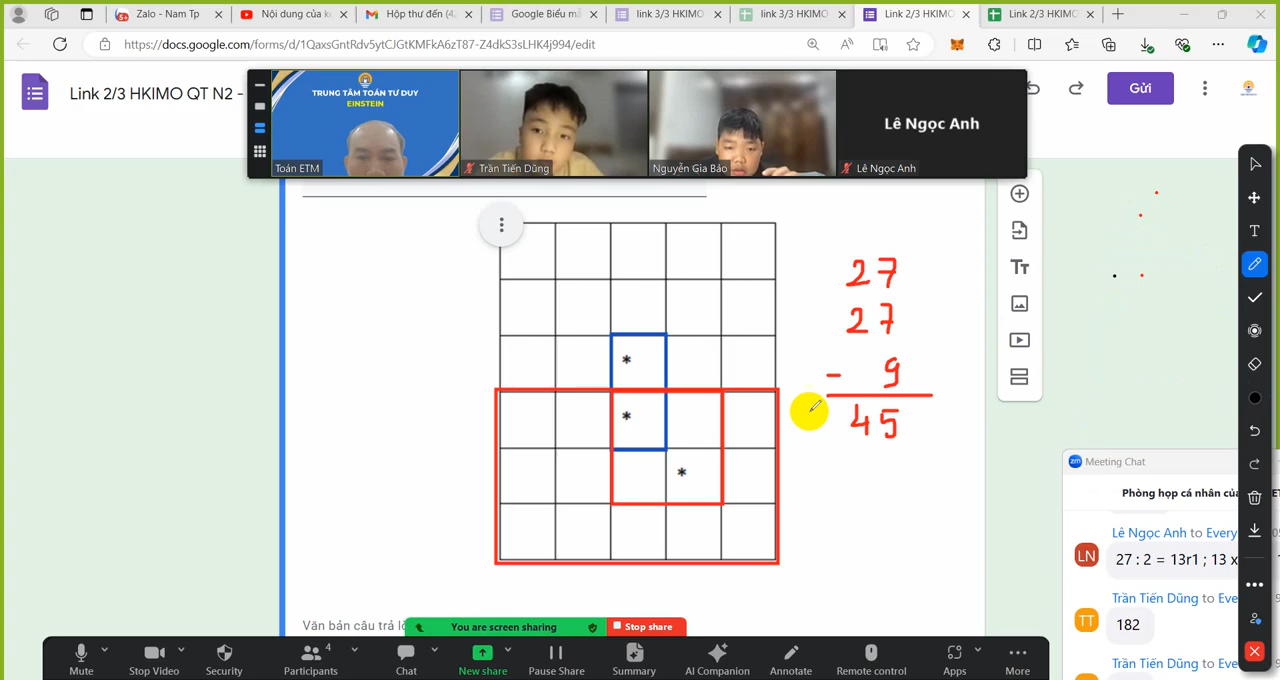 Zalo - Nam Tp
Nội dung của k
Hộp thư đến (4
Google Biểu m
link 3/3 HKIMO
link 3/3 HKIMO
Link 2/3 HKIMO
Link 2/3 HKIMO
https://docs.google.com/forms/d/1QaxsGntRdv5ytCJGtKMFkA6zT87-Z4dkS3sLHK4j994/edit
Link 2/3 HKIMO QT N2 -
Gửi
TRUNG TÂM TOÁN TƯ DUY
EINSTEIN
Lê Ngọc Anh
Toán ETM
Trần Tiến Dũng
Nguyễn Gia Bảo
Lê Ngọc Anh
27
27
*
- 9
*
45
*
zm Meeting Chat
Phòng họp cá nhân của
ET
Lê Ngọc Anh to Every
LN
27 : 2 = 13r1 ; 13 x
Trần Tiến Dũng to Eve
TT
182
Trần Tiến Dũng to Eve
Văn bản câu trả l
You are screen sharing
Stop share
4
Mute
Stop Video
Security
Participants
Chat
New share
Pause Share
Summary
AI Companion
Annotate
Remote control
Apps
More